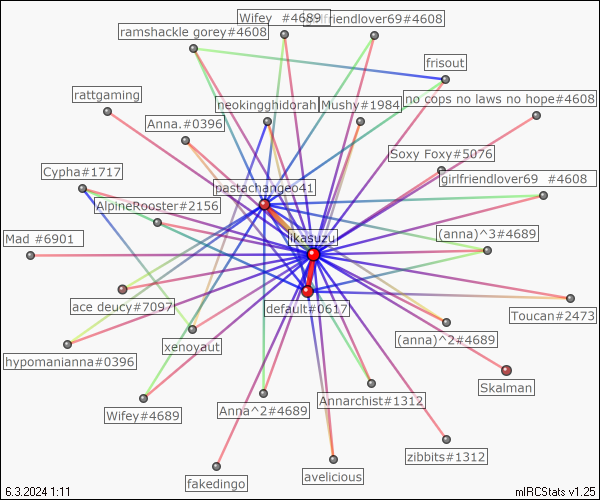 Wifey  #4689
girlfriendlover69#4608
ramshackle gorey#4608
frisout
rattgaming
neokingghidorah
Mushy#1984
no cops no laws no hope#4608
Anna.#0396
Soxy Foxy#5076
Cypha#1717
pastachangeo41
girlfriendlover69  #4608
AlpineRooster#2156
Mad #6901
ikasuzu
(anna)^3#4689
ace deucy#7097
default#0617
Toucan#2473
hypomanianna#0396
xenoyaut
(anna)^2#4689
Skalman
Wifey#4689
Anna^2#4689
Annarchist#1312
zibbits#1312
fakedingo
avelicious
6.3.2024 1:11
mIRCStats v1.25